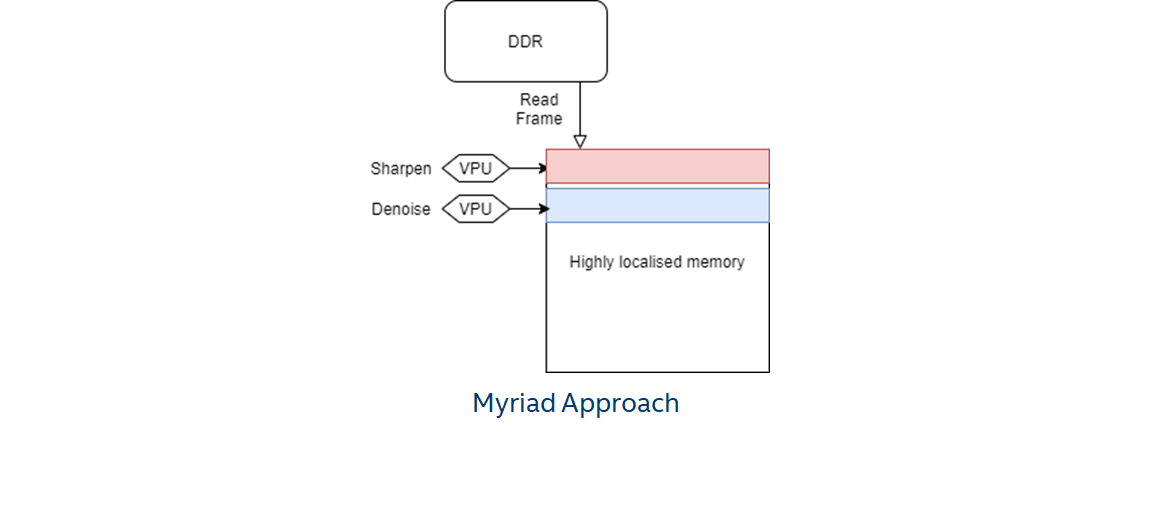 DDR
Read
Frame
Sharpen VPU
Denoise VPU
Highly localised memory
Myriad Approach